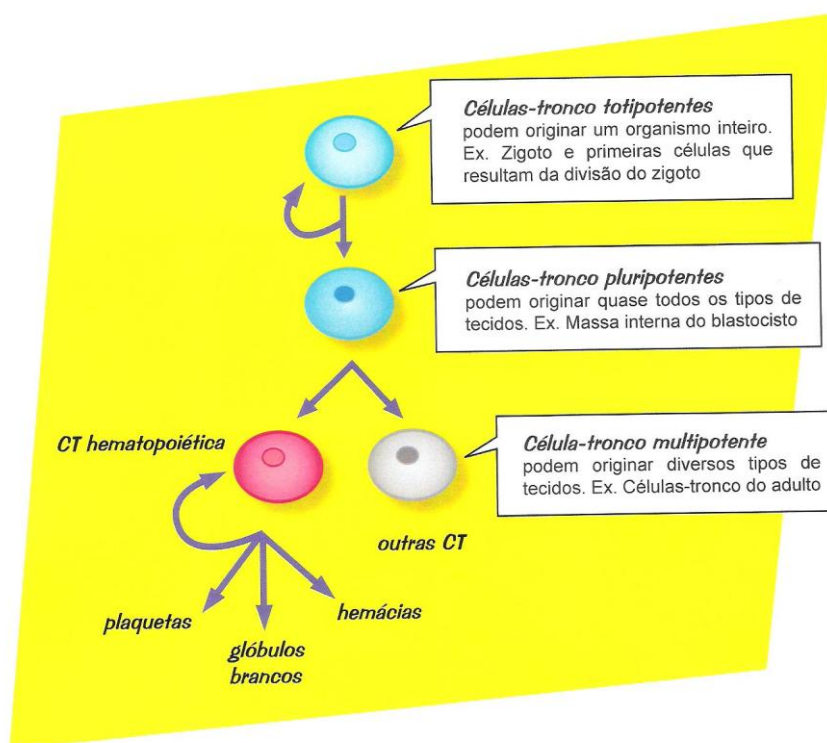 Células-tronco totipotentes
podem originar um organismo inteiro.
Ex. Zigoto e primeiras células que
resultam da divisão do zigoto
Células-tronco pluripotentes
podem originar quase todos os tipos de
tecidos. Ex. Massa interna do blastocisto
CT hematopoiética
Célula-tronco multipotente
podem originar diversos tipos de
tecidos. Ex. Células-tronco do adulto
outras CT
plaquetas
glóbulos
brancos
hemácias